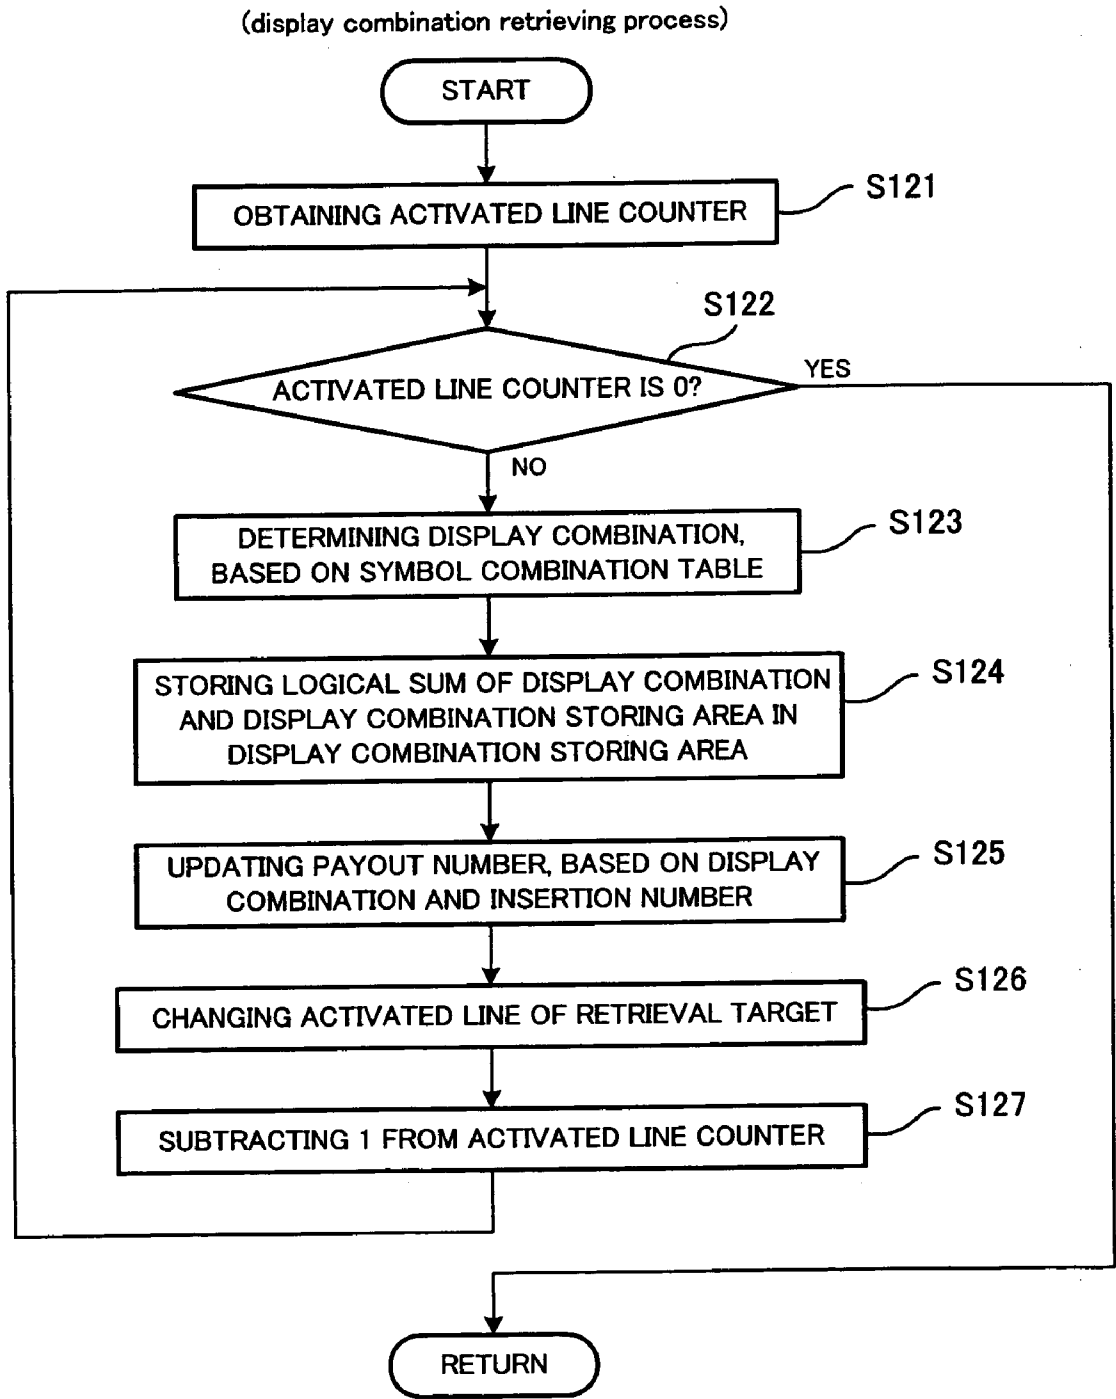 (display combination retrieving process)
START
OBTAINING ACTIVATED LINE COUNTER
S121
S122
ACTIVATED LINE COUNTER IS 0?
YES
NO
DETERMINING DISPLAY COMBINATION,
BASED ON SYMBOL COMBINATION TABLE
S123
STORING LOGICAL SUM OF DISPLAY COMBINATION
AND DISPLAY COMBINATION STORING AREA IN
DISPLAY COMBINATION STORING AREA
S124
UPDATING PAYOUT NUMBER, BASED ON DISPLAY
COMBINATION AND INSERTION NUMBER
S125
CHANGING ACTIVATED LINE OF RETRIEVAL TARGET
S126
SUBTRACTING 1 FROM ACTIVATED LINE COUNTER
S127
RETURN